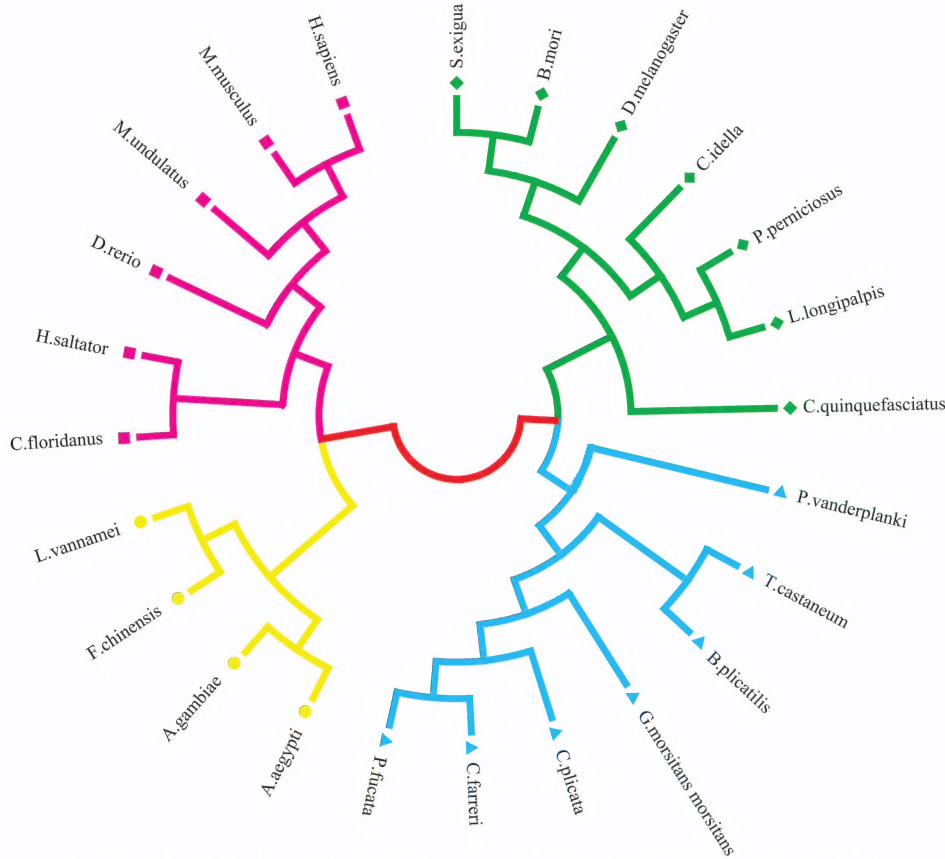 H.sapiens
M.musculus
M.undulatus
D.rerio
H.saltator
C.floridanus
L.vannamei
F.chinensis
A.gambiae
A.aegypti
P.fucata
C.farreri
C.plicata
G.morsitans morsitans
B.plicatilis
T.castaneum
P.vanderplanki
C.quinquefasciatus
L.longipalpis
P.perniciosus
C.idella
D.melanogaster
B.mori
S.exigua